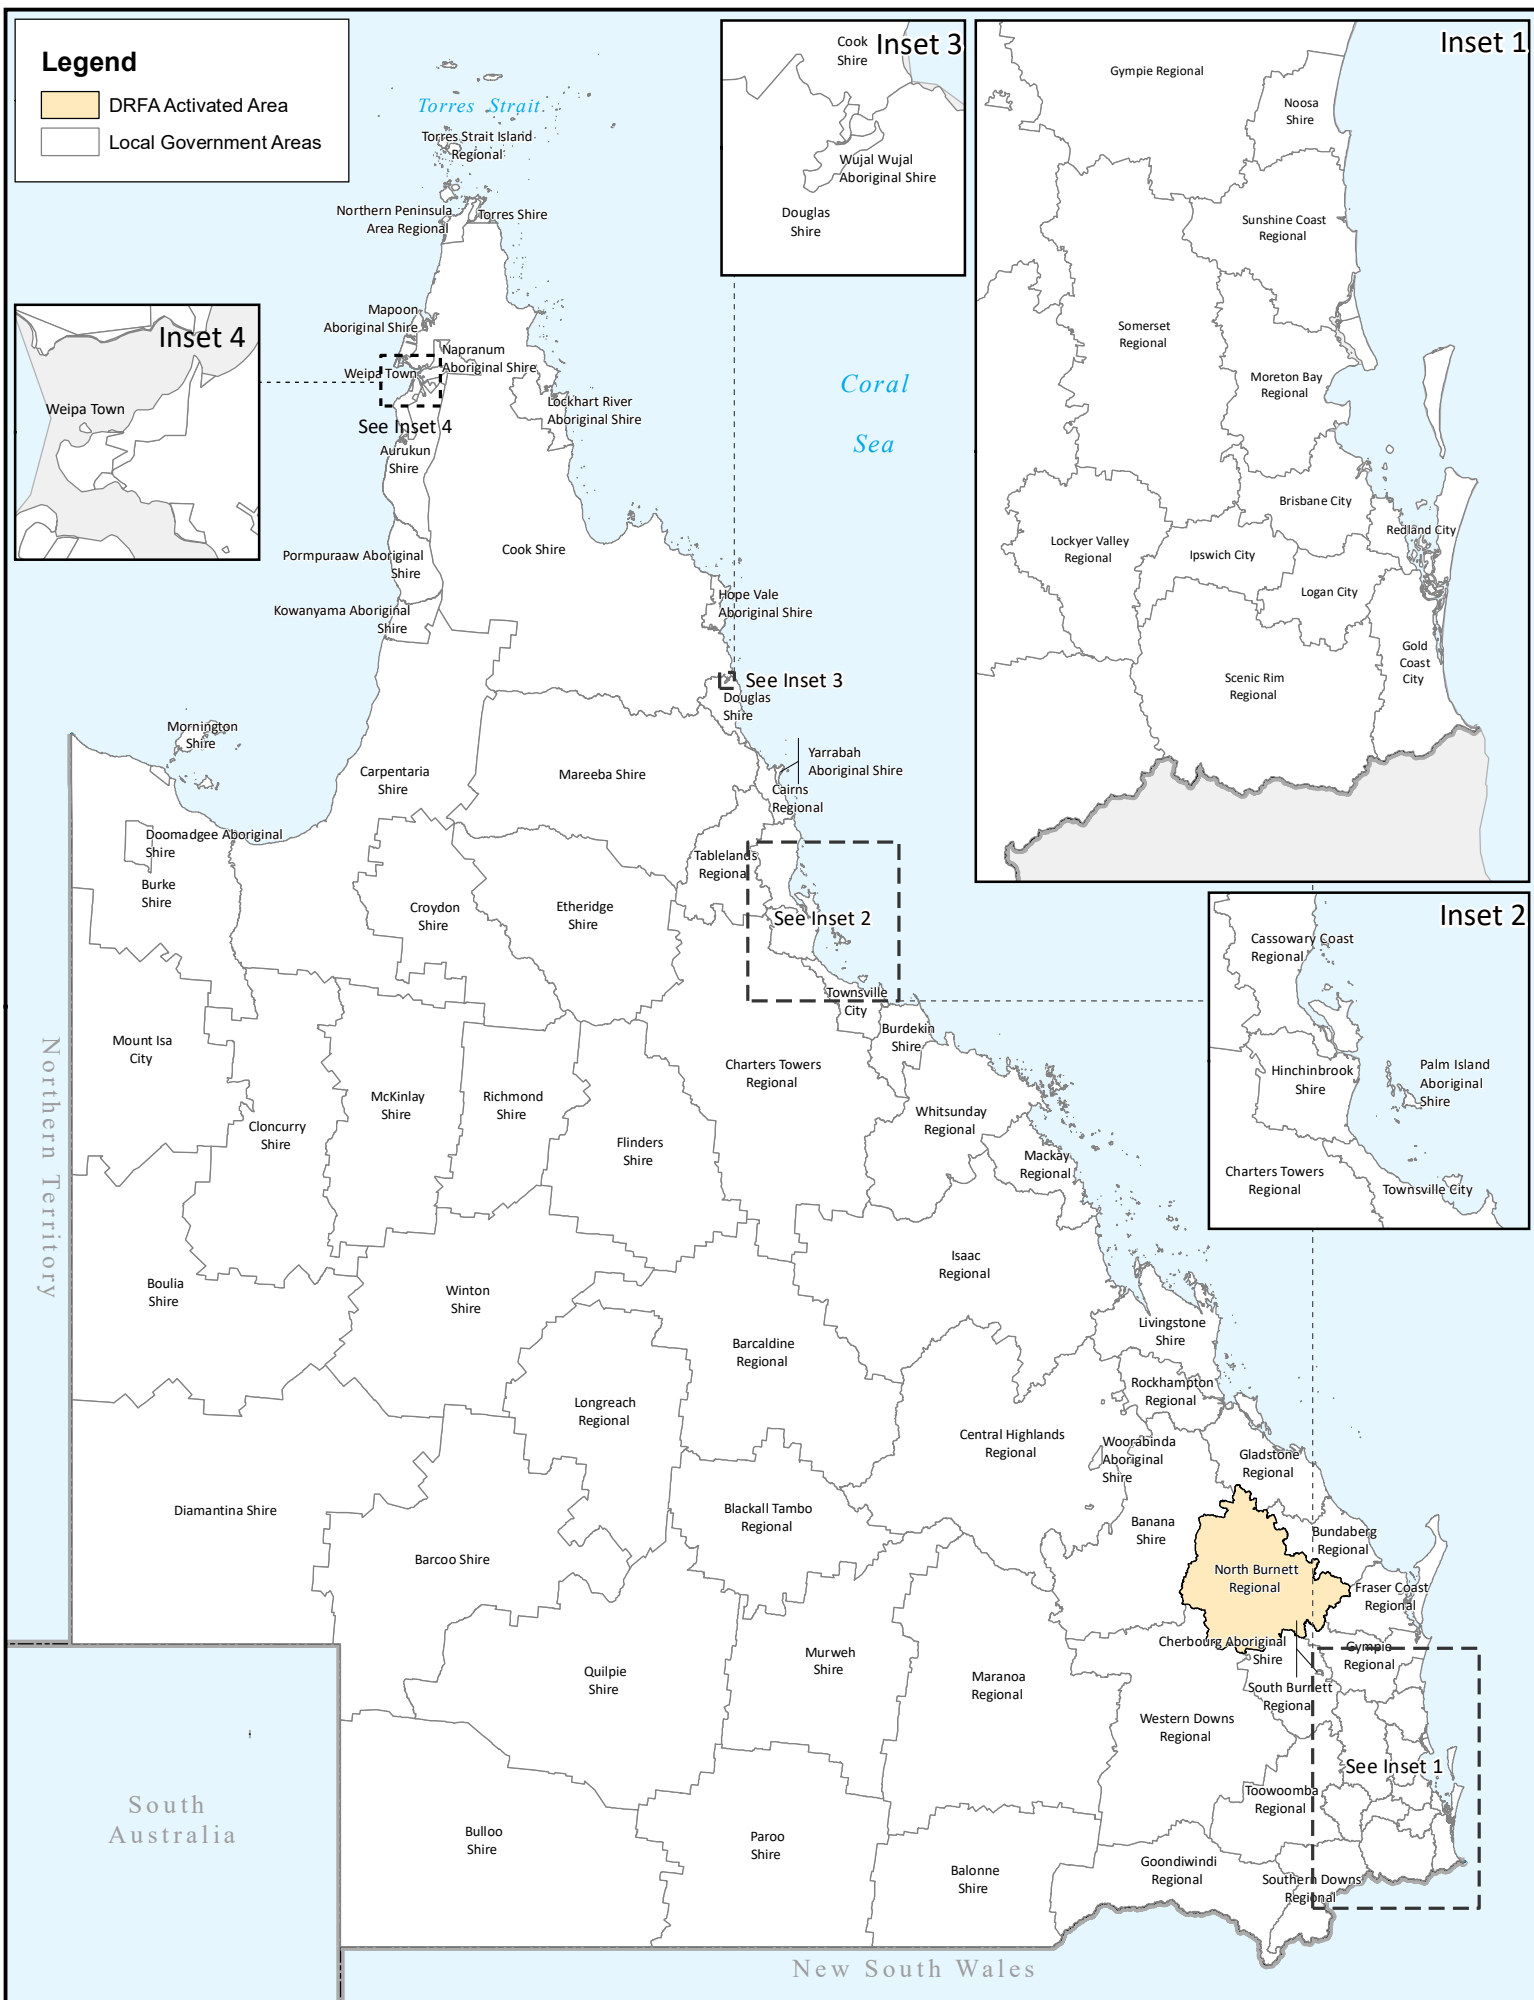 Legend
DRFA Activated Area
Local Government Areas
Torres Strait
Torres Strait Island
Regional
Northern Peninsula
Area Regional
Torres Shire
Mapoon
Aboriginal Shire
Napranum
Aboriginal Shire
Weipa Town
See Inset 4
Lockhart River
Aboriginal Shire
Aurukun
Shire
Cook Shire
Pormpuraaw Aboriginal
Shire
Kowanyama Aboriginal
Shire
Hope Vale
Aboriginal Shire
See Inset 3
Douglas
Shire
Coral
Sea
Inset 4
Weipa Town
Inset 3
Cook
Shire
Wujal Wujal
Aboriginal Shire
Douglas
Shire
Inset 1
Gympie Regional
Noosa
Shire
Sunshine Coast
Regional
Somerset
Regional
Moreton Bay
Regional
Brisbane City
Redland City
Lockyer Valley
Regional
Ipswich City
Logan City
Gold
Coast
City
Scenic Rim
Regional
Inset 2
Cassowary Coast
Regional
Hinchinbrook
Shire
Palm Island
Aboriginal
Shire
Charters Towers
Regional
Townsville City
Mornington
Shire
Carpentaria
Shire
Mareeba Shire
Yarrabah
Aboriginal Shire
Cairns
Regional
Doomadgee Aboriginal
Shire
Burke
Shire
Tablelands
Regional
Croydon
Shire
Etheridge
Shire
See Inset 2
Townsville
City
Burdekin
Shire
Northern Territory
Mount Isa
City
Cloncurry
Shire
McKinlay
Shire
Richmond
Shire
Flinders
Shire
Charters Towers
Regional
Whitsunday
Regional
Mackay
Regional
Isaac
Regional
Boulia
Shire
Winton
Shire
Barcaldine
Regional
Livingstone
Shire
Rockhampton
Regional
Longreach
Regional
Central Highlands
Regional
Woorabinda
Aboriginal
Shire
Gladstone
Regional
Diamantina Shire
Blackall Tambo
Regional
Banana
Shire
Bundaberg
Regional
Barcoo Shire
North Burnett
Regional
Fraser Coast
Regional
Cherbourg Aboriginal
Shire
Gympie
Regional
Quilpie
Shire
Murweh
Shire
Maranoa
Regional
South Burnett
Regional
Western Downs
Regional
See Inset 1
Toowoomba
Regional
South
Australia
Bulloo
Shire
Paroo
Shire
Balonne
Shire
Goondiwindi
Regional
Southern Downs
Regional
New South Wales